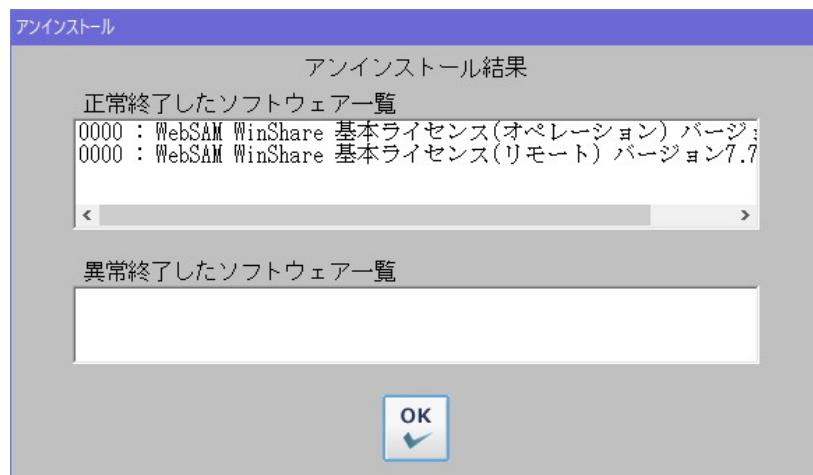 アンインストール
アンインストール結果
正常終了したソフトウェア一覧
0000 : WebSAM WinShare 基本ライセンス(オペレーション) バージョ
0000 : WebSAM WinShare 基本ライセンス(リモート) バージョン7.7
異常終了したソフトウェア一覧
OK